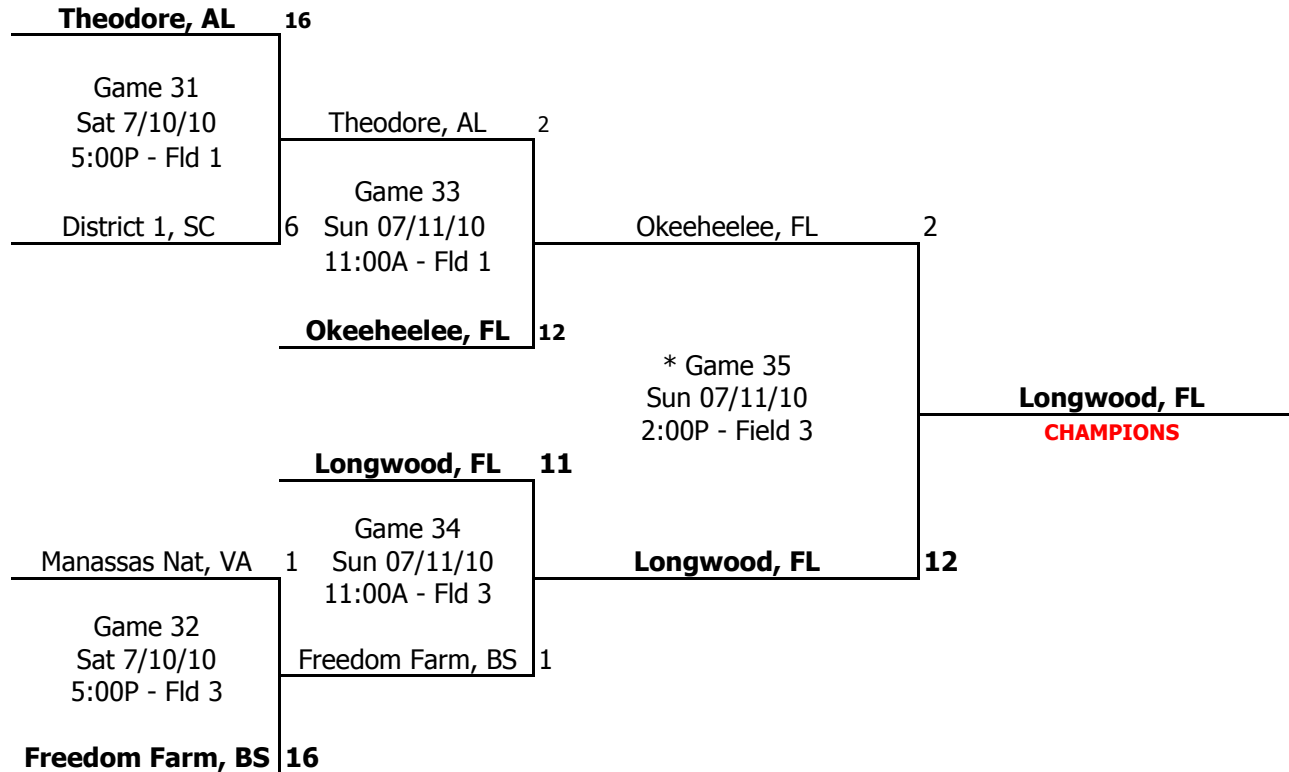 Theodore, AL 16
Game 31
Sat 7/10/10
5:00P - Fld 1
District 1, SC 6
Theodore, AL 2
Game 33
Sun 07/11/10
11:00A - Fld 1
Okeeheelee, FL 12
Okeeheelee, FL 2
* Game 35
Sun 07/11/10
2:00P - Field 3
Longwood, FL
CHAMPIONS
Longwood, FL 11
Game 34
Sun 07/11/10
11:00A - Fld 3
Longwood, FL 12
Manassas Nat, VA 1
Game 32
Sat 7/10/10
5:00P - Fld 3
Freedom Farm, BS 1
Freedom Farm, BS 16